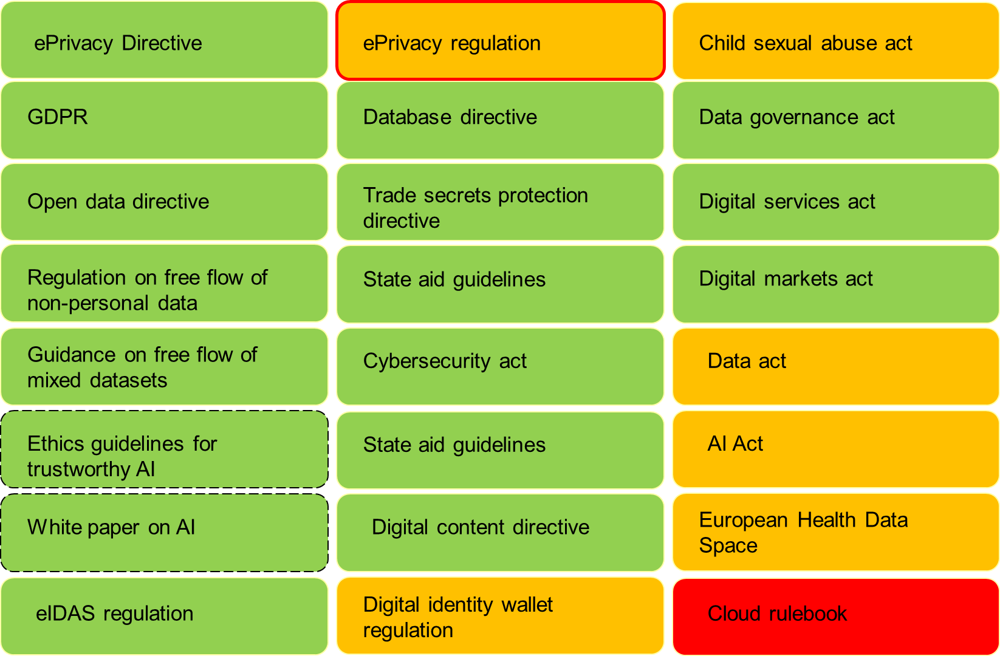 ePrivacy Directive
ePrivacy regulation
Child sexual abuse act
GDPR
Database directive
Data governance act
Open data directive
Trade secrets protection
directive
Digital services act
Regulation on free flow of
non-personal data
State aid guidelines
Digital markets act
Guidance on free flow of
mixed datasets
Cybersecurity act
Data act
Ethics guidelines for
trustworthy AI
State aid guidelines
AI Act
White paper on AI
Digital content directive
European Health Data
Space
eIDAS regulation
Digital identity wallet
regulation
Cloud rulebook